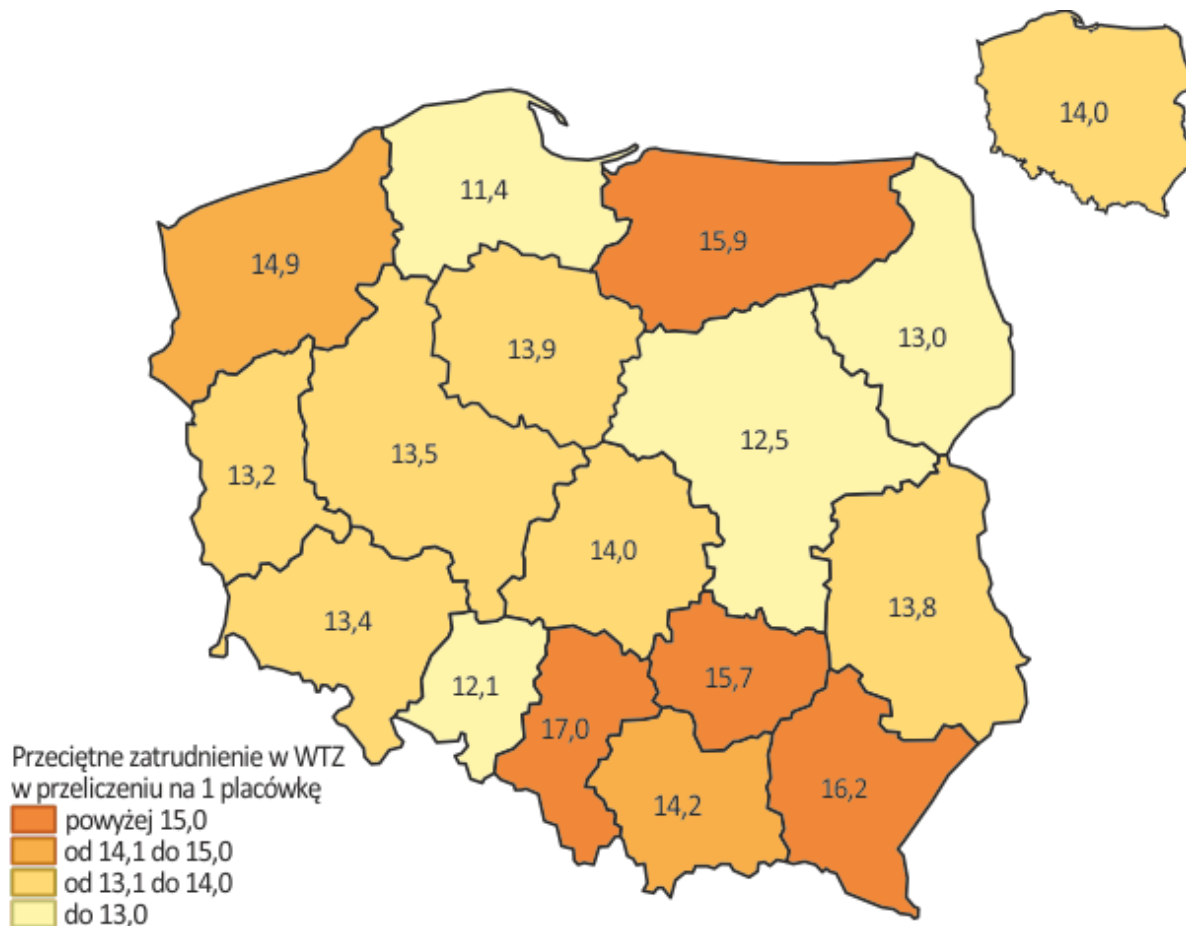 14,0
11,4
15,9
14,9
13,0
13,9
12,5
13,5
13,2
14,0
13,8
13,4
15,7
12,1
17,0
16,2
14,2
Przeciętne zatrudnienie w WTZ
w przeliczeniu na 1 placówkę
powyżej 15,0
od 14,1 do 15,0
od 13,1 do 14,0
do 13,0